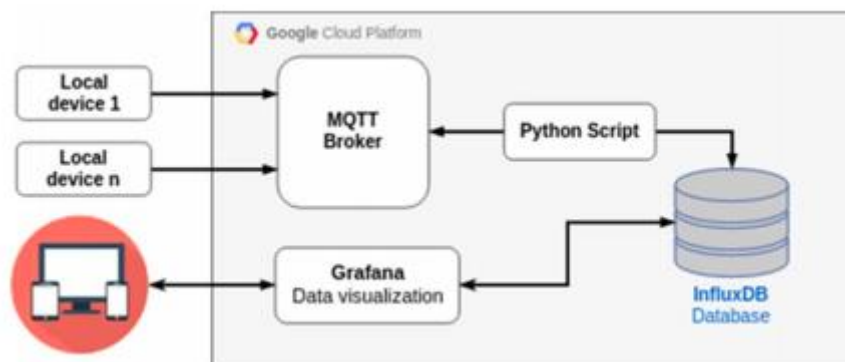 Google Cloud Platform
Local
device 1
MQTT
Broker
Python Script
Local
device n
Grafana
Data visualization
InfluxDB
Database